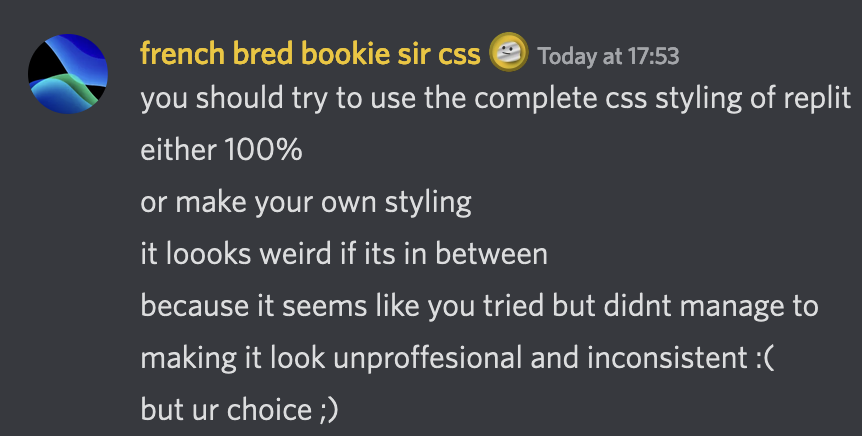 french bred bookie sir css Today at 17:53
you should try to use the complete css styling of replit
either 100%
or make your own styling
it loooks weird if its in between
because it seems like you tried but didnt manage to
making it look unproffesional and inconsistent :(
but ur choice ;)